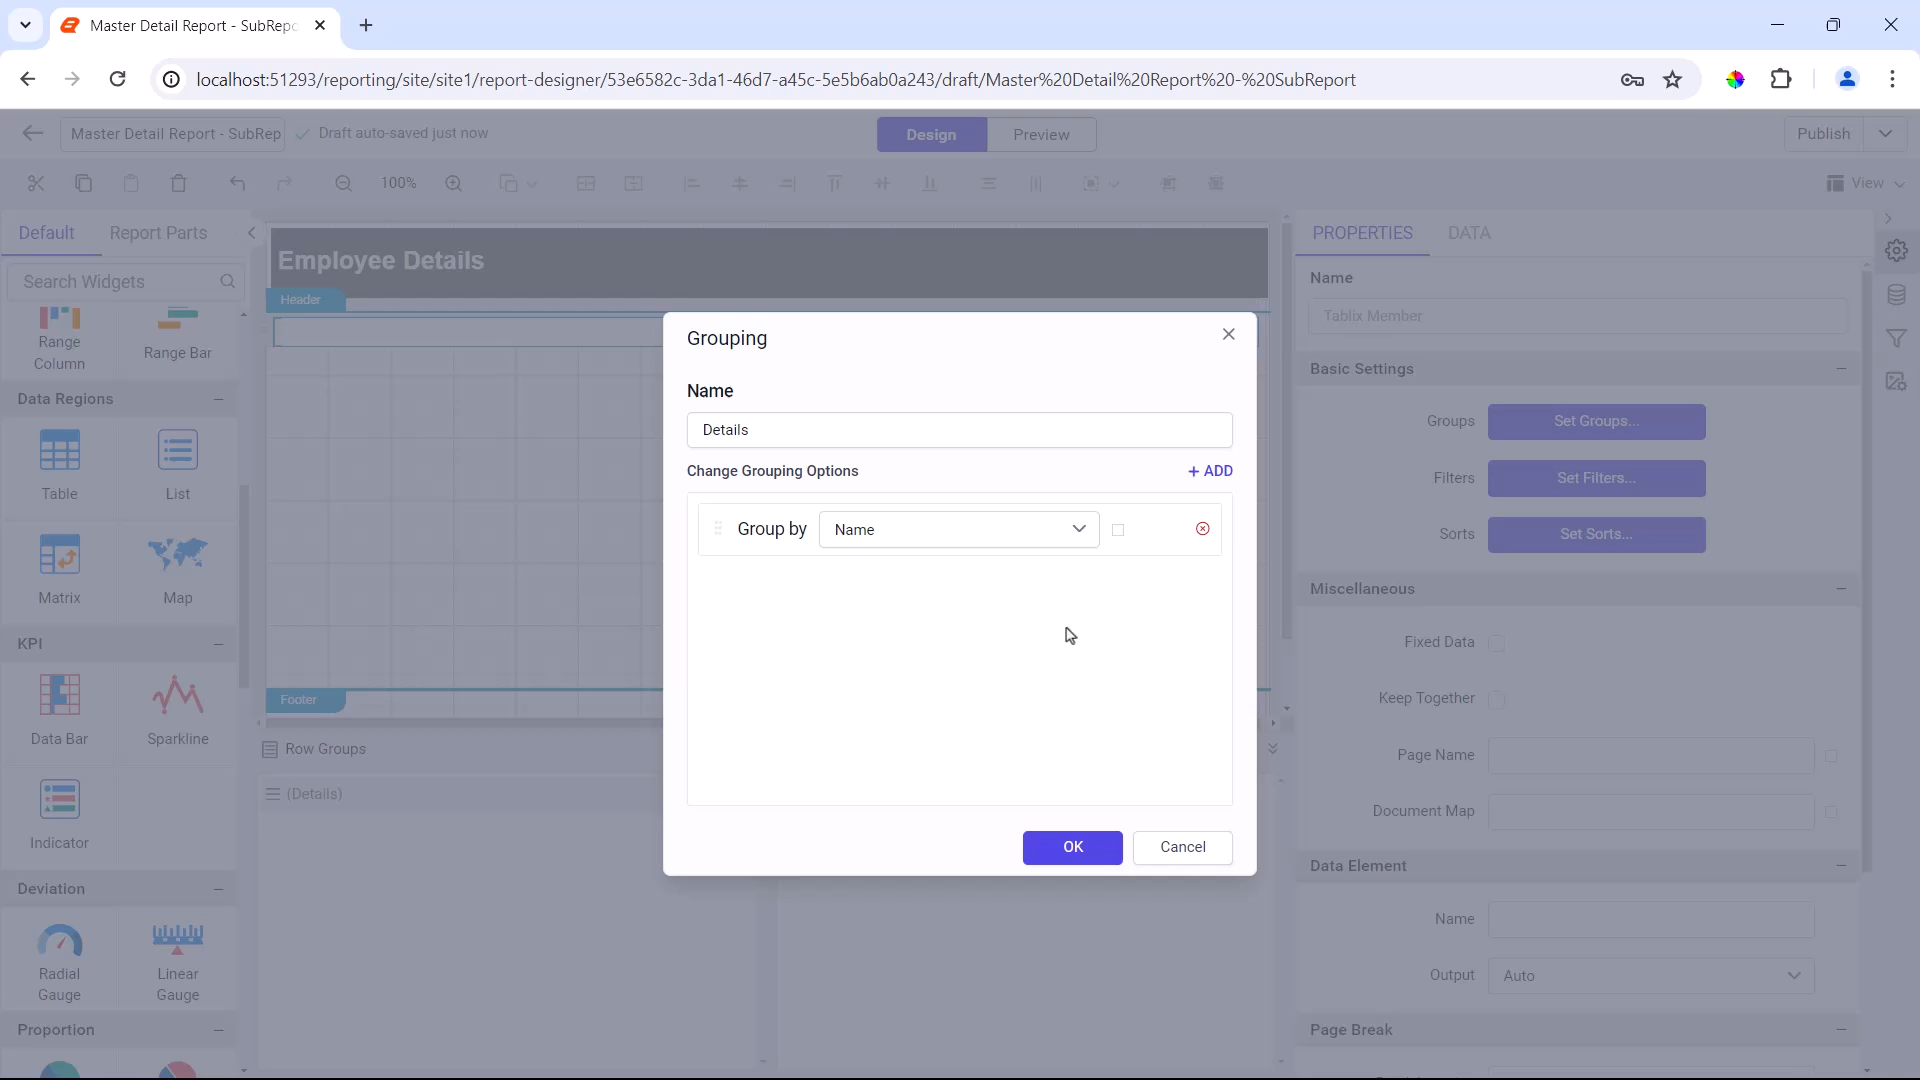 Master Detail Report - SubRepo
localhost:51293/reporting/site/site1/report-designer/53e6582c-3da1-46d7-a45c-5e5b6ab0a243/draft/Master%20Detail%20Report%20-%20SubReport
Master Detail Report - SubRep
Draft auto-saved just now
Design
Preview
Publish
100%
View
Default
Report Parts
Search Widgets
Range Column
Range Bar
Data Regions
Table
List
Matrix
Map
KPI
Data Bar
Sparkline
Indicator
Deviation
Radial Gauge
Linear Gauge
Proportion
Employee Details
Header
Footer
Row Groups
(Details)
Grouping
Name
Details
Change Grouping Options
+ ADD
Group by
Name
OK
Cancel
PROPERTIES
DATA
Name
Tablix Member
Basic Settings
Groups
Set Groups...
Filters
Set Filters...
Sorts
Set Sorts...
Miscellaneous
Fixed Data
Keep Together
Page Name
Document Map
Data Element
Name
Output
Auto
Page Break